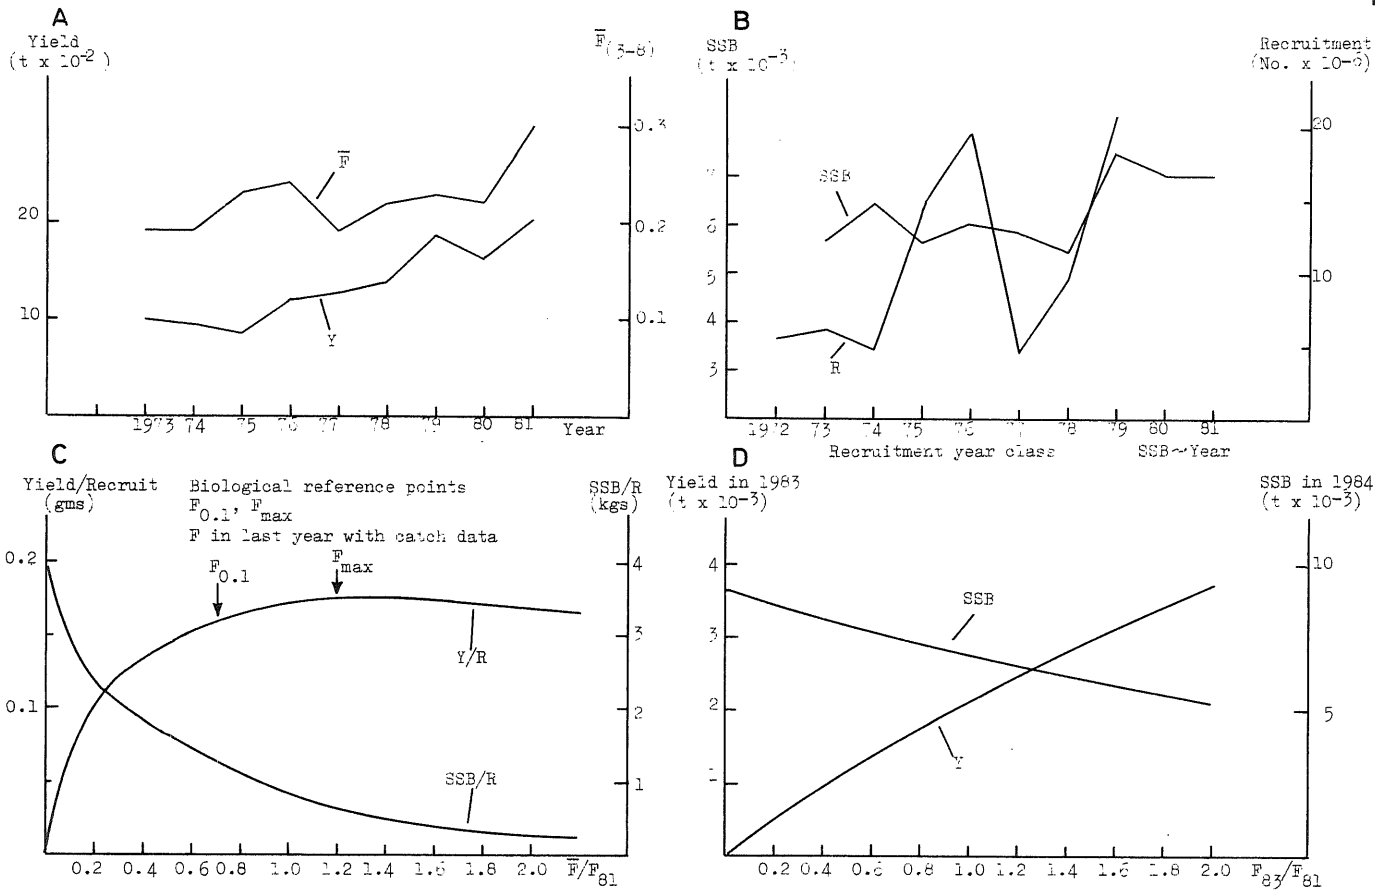 A
Yield
(t x 10-2)
F(3-8)
0.3
0.2
0.1
20
10
F
Y
1973 74 75 76 77 78 79 80 81 Year
B
SSB
(t x 10-3)
Recruitment
(No. x 10-6)
20
10
7
6
5
4
3
SSB
R
1972 73 74 75 76 77 78 79 80 81
Recruitment year class SSB~Year
C
Yield/Recruit
(gms)
Biological reference points
F0.1, Fmax
F in last year with catch data
SSB/R
(kgs)
0.2
0.1
F0.1
Fmax
4
3
2
1
Y/R
SSB/R
0.2 0.4 0.6 0.8 1.0 1.2 1.4 1.6 1.8 2.0 F/F81
D
Yield in 1983
(t x 10-3)
SSB in 1984
(t x 10-3)
4
3
2
10
5
SSB
Y
0.2 0.4 0.6 0.8 1.0 1.2 1.4 1.6 1.8 2.0 F83/F81